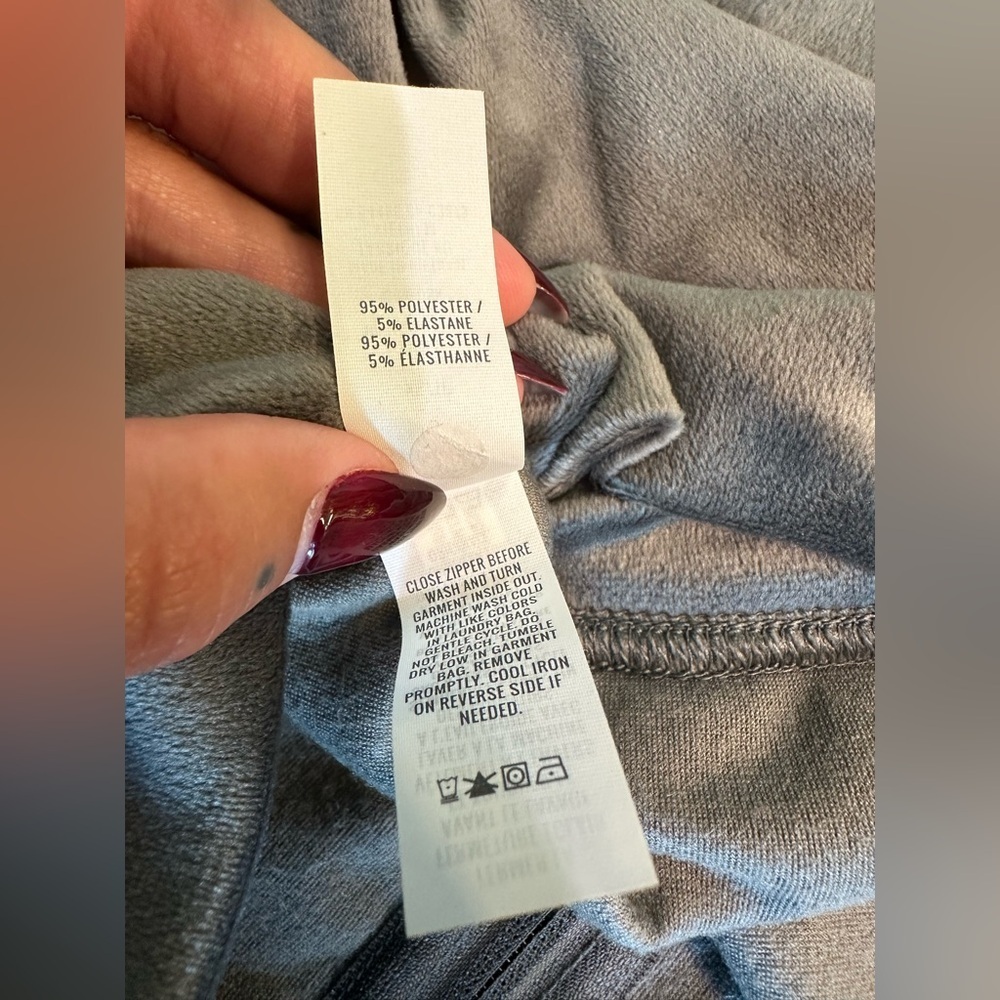 95% POLYESTER /
5% ELASTANE
95% POLYESTER /
5% ÉLASTHANNE
CLOSE ZIPPER BEFORE
WASH AND TURN
GARMENT INSIDE OUT.
MACHINE WASH COLD
WITH LIKE COLORS
IN LAUNDRY BAG.
GENTLE CYCLE. DO
NOT BLEACH. TUMBLE
DRY LOW IN GARMENT
BAG. REMOVE
PROMPTLY. COOL IRON
ON REVERSE SIDE IF
NEEDED.